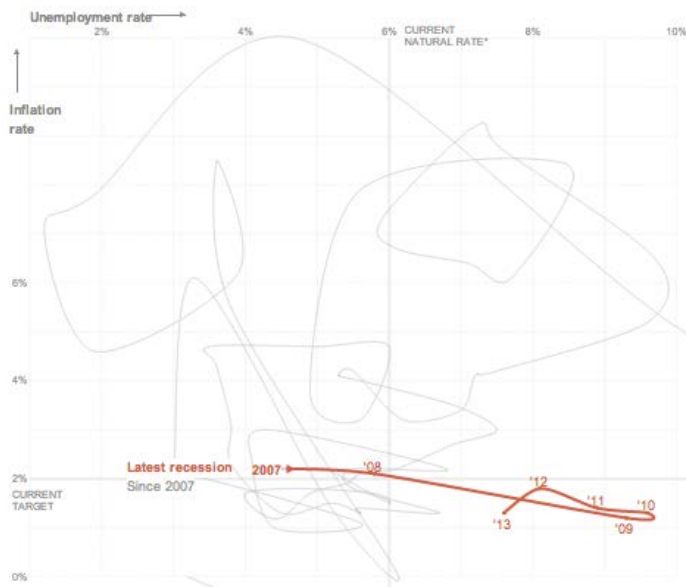 Unemployment rate
2%
4%
6%
CURRENT
NATURAL RATE*
8%
10%
Inflation
rate
6%
4%
Latest recession
2007
'08
Since 2007
2%
CURRENT
TARGET
'12
'11
'10
'13
'09
0%